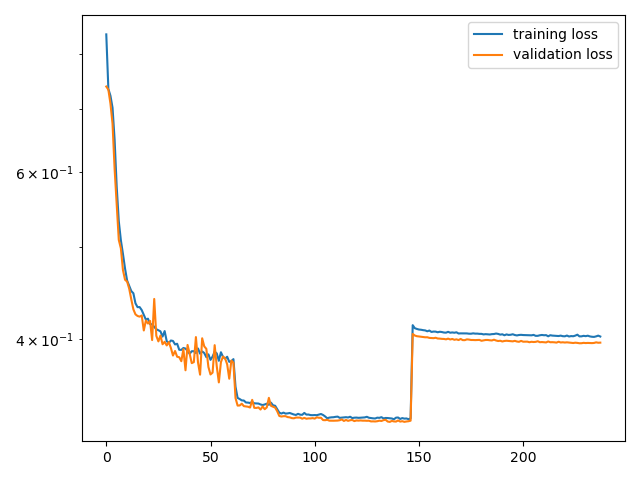 training loss
validation loss
6 × 10⁻¹
4 × 10⁻¹
0 50 100 150 200